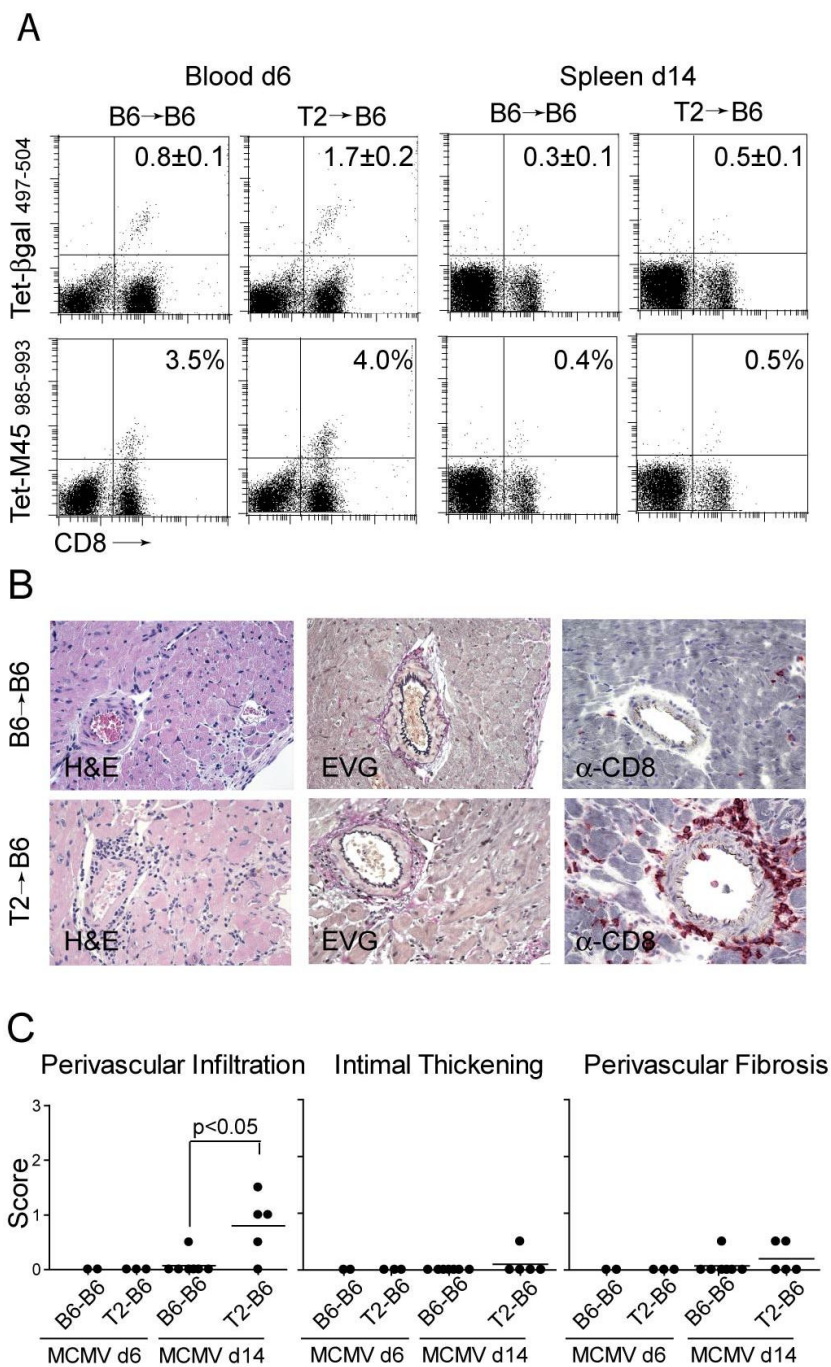 A
Blood d6 Spleen d14
B6→B6 T2→B6 B6→B6 T2→B6
Tet-βgal 497-504
0.8±0.1 1.7±0.2 0.3±0.1 0.5±0.1
Tet-M45 985-993
3.5% 4.0% 0.4% 0.5%
CD8 →
B
B6→B6
H&E EVG α-CD8
T2→B6
H&E EVG α-CD8
C
Perivascular Infiltration Intimal Thickening Perivascular Fibrosis
Score
3
p<0.05
2
1
0
B6-B6 T2-B6 B6-B6 T2-B6 B6-B6 T2-B6 B6-B6 T2-B6 B6-B6 T2-B6 B6-B6 T2-B6
MCMV d6 MCMV d14 MCMV d6 MCMV d14 MCMV d6 MCMV d14